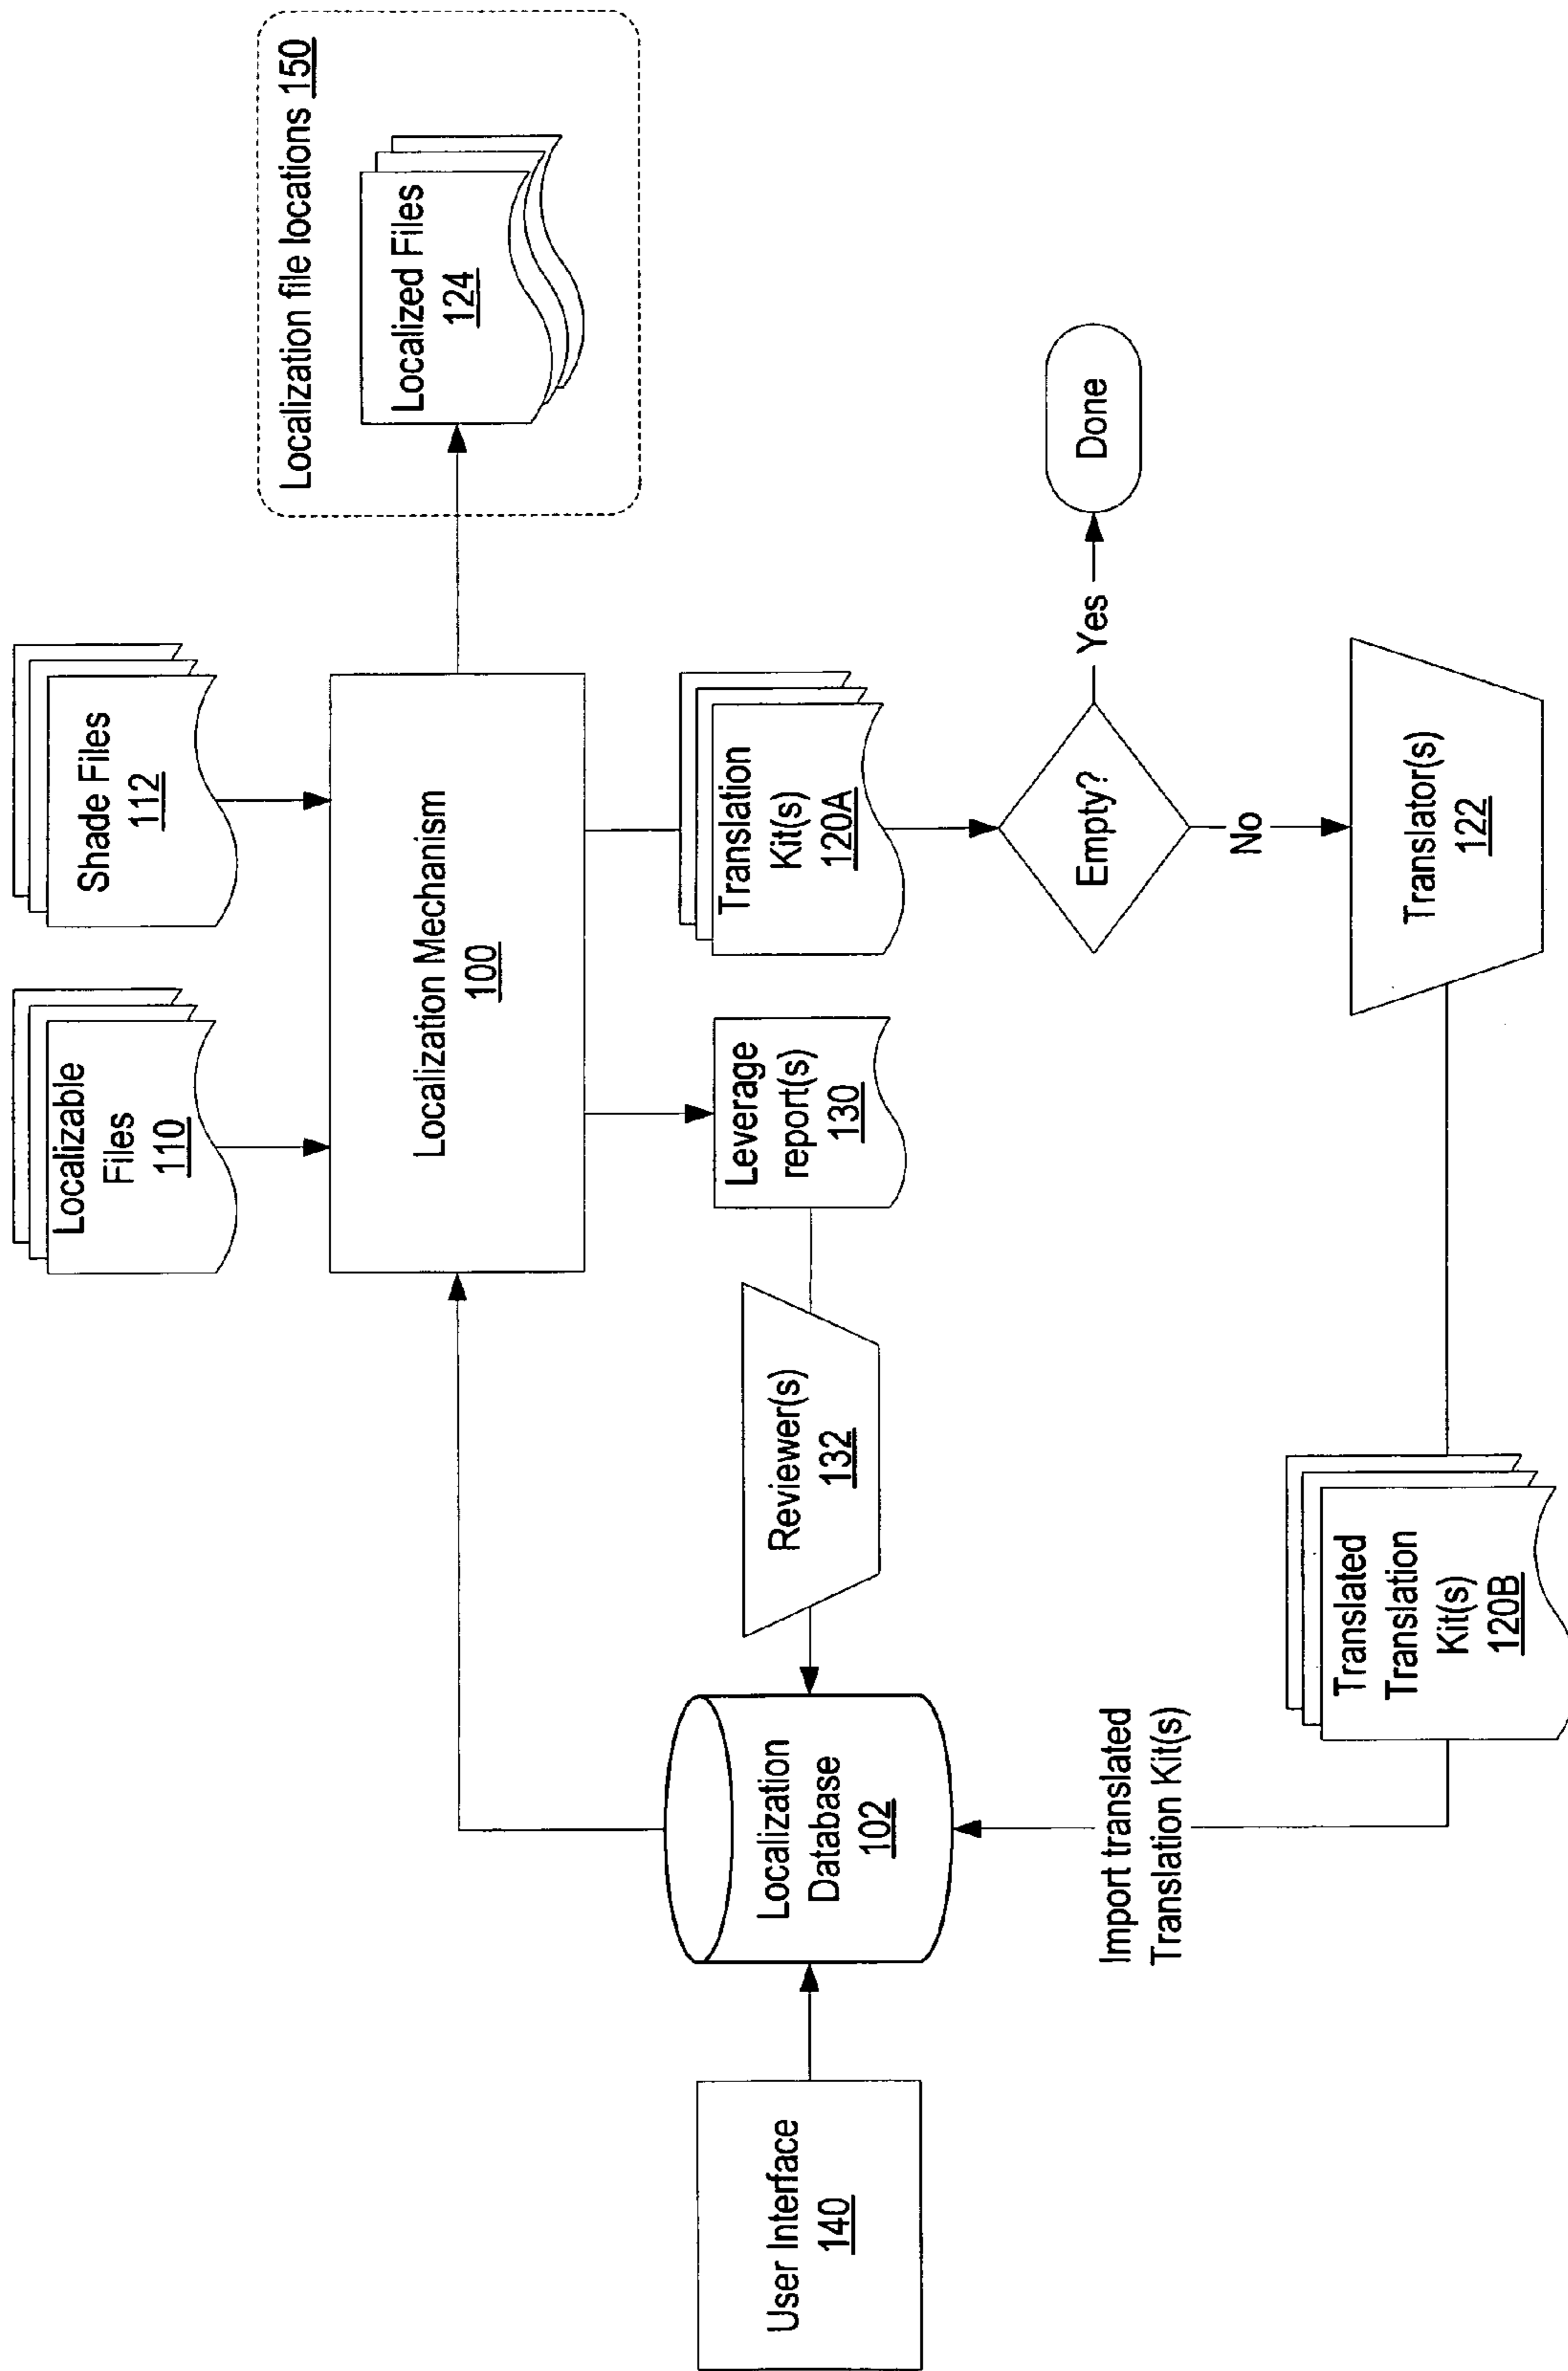 Localizable
Files
110
Shade Files
112
Localization file locations 150
Localized Files
124
Localization Mechanism
100
Leverage
report(s)
130
Translation
Kit(s)
120A
Reviewer(s)
132
Localization
Database
102
User Interface
140
Empty?
Yes
Done
No
Import translated
Translation Kit(s)
Translated
Translation
Kit(s)
120B
Translator(s)
122